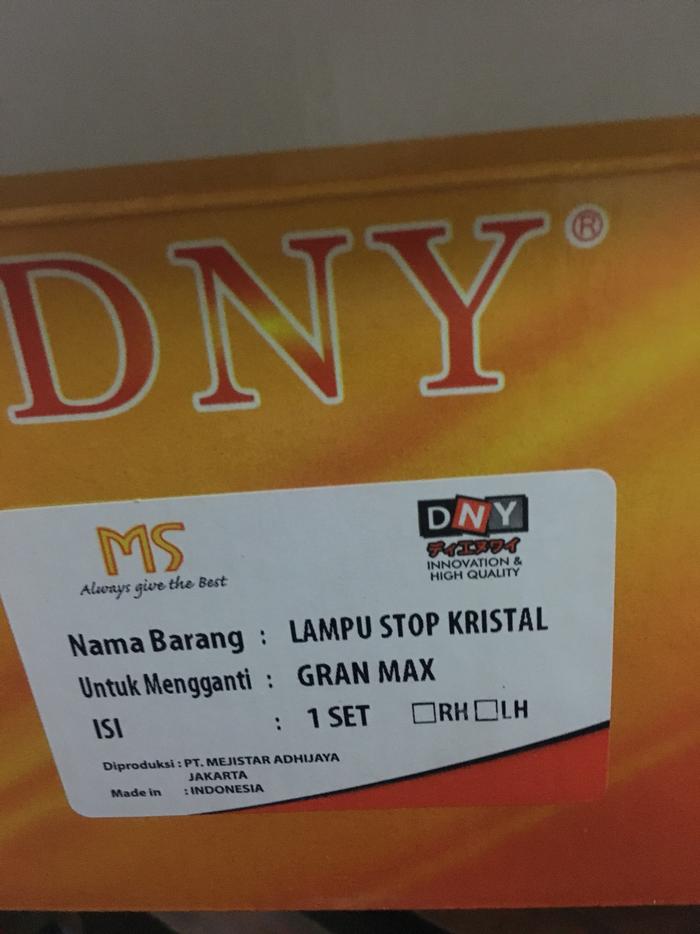 DNY®
MS
Always give the Best
DNY
ディエヌワイ
INNOVATION &
HIGH QUALITY
Nama Barang : LAMPU STOP KRISTAL
Untuk Mengganti : GRAN MAX
ISI : 1 SET □RH □LH
Diproduksi : PT. MEJISTAR ADHIJAYA
JAKARTA
Made in : INDONESIA